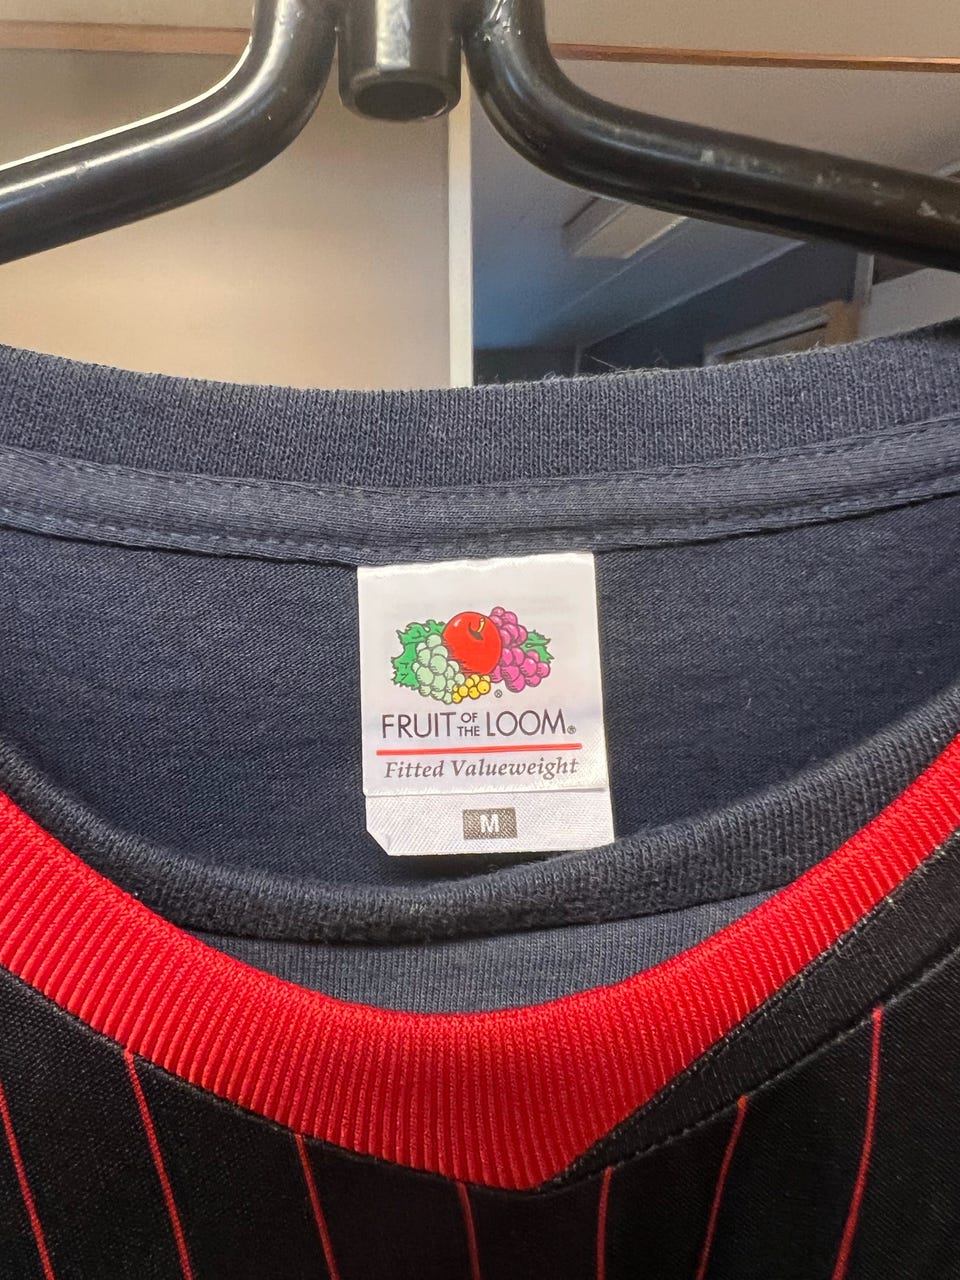 FRUIT OF THE LOOM®
Fitted Valueweight
M